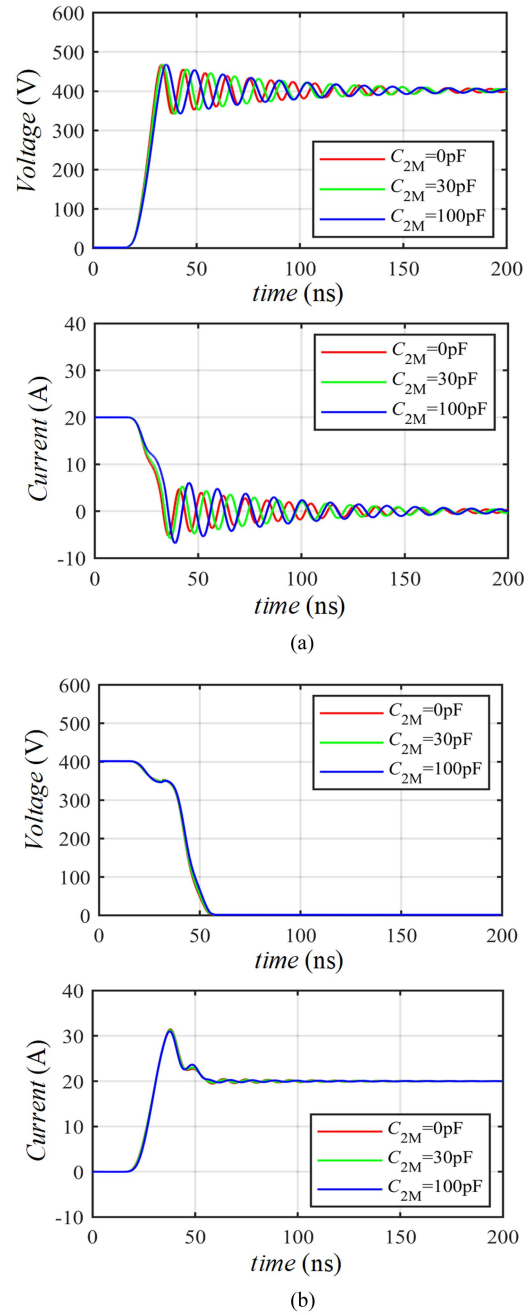 600
500
400
300
200
100
0
Voltage (V)
C2M=0pF
C2M=30pF
C2M=100pF
0 50 100 150 200
time (ns)
40
30
20
10
0
-10
Current (A)
C2M=0pF
C2M=30pF
C2M=100pF
0 50 100 150 200
time (ns)
(a)
600
500
400
300
200
100
0
Voltage (V)
C2M=0pF
C2M=30pF
C2M=100pF
0 50 100 150 200
time (ns)
40
30
20
10
0
-10
Current (A)
C2M=0pF
C2M=30pF
C2M=100pF
0 50 100 150 200
time (ns)
(b)